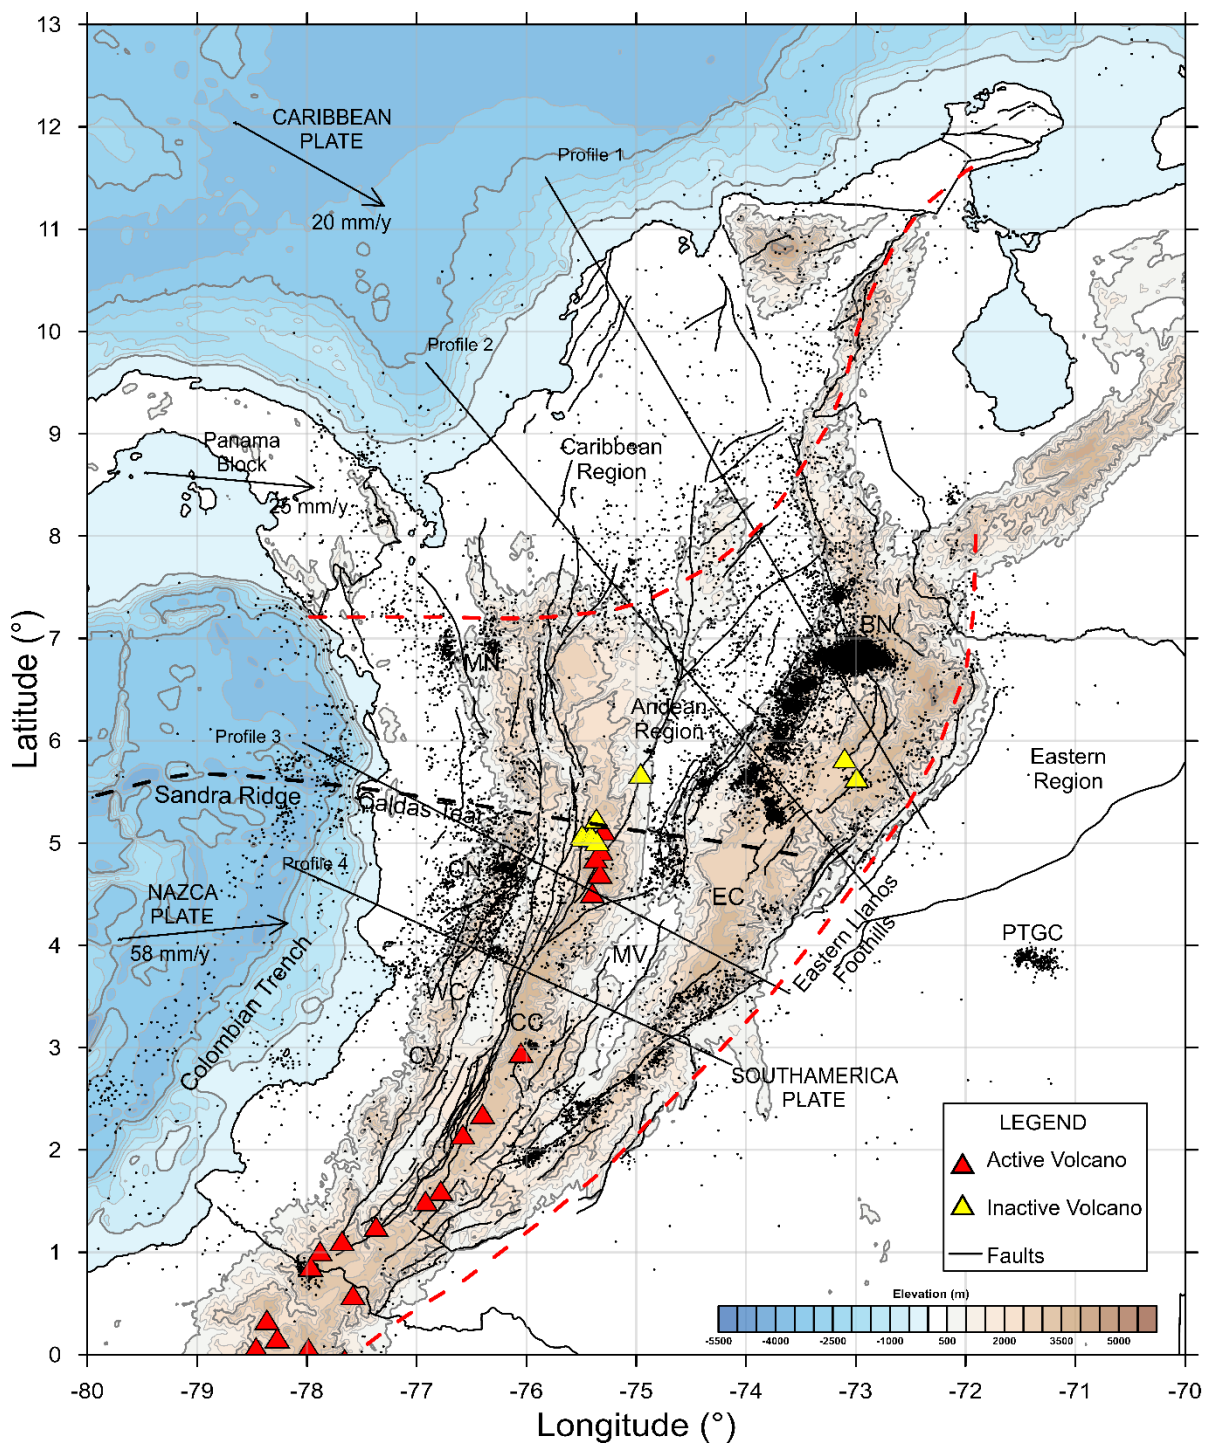 13
12
11
10
9
8
7
6
5
4
3
2
1
0
Latitude (°)
-80
-79
-78
-77
-76
-75
-74
-73
-72
-71
-70
Longitude (°)
CARIBBEAN
PLATE
20 mm/y
Profile 1
Profile 2
Panama
Block
25 mm/y
Caribbean
Region
MN
BN
Andean
Region
Profile 3
Sandra Ridge
Caldas Tear
Eastern
Region
Profile 4
CN
NAZCA
PLATE
58 mm/y
EC
MV
Eastern Llanos
Foothills
PTGC
Colombian Trench
WC
CC
CV
SOUTHAMERICA
PLATE
LEGEND
Active Volcano
Inactive Volcano
Faults
Elevation (m)
-5500
-4000
-2500
-1000
500
2000
3500
5000